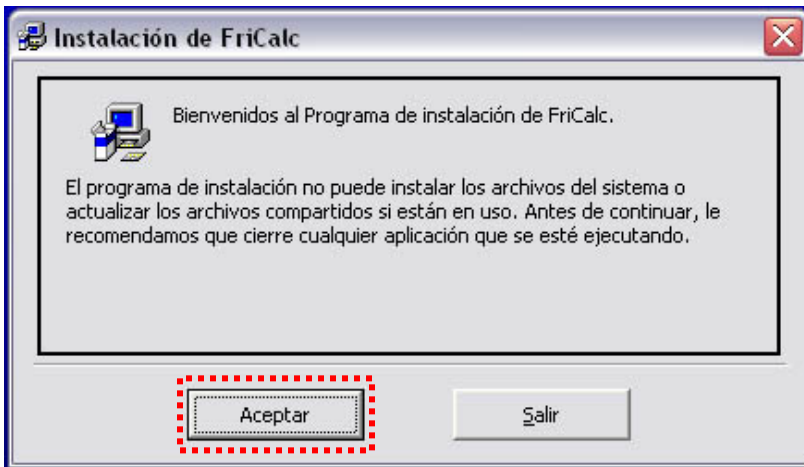 Instalación de FriCalc
Bienvenidos al Programa de instalación de FriCalc.
El programa de instalación no puede instalar los archivos del sistema o
actualizar los archivos compartidos si están en uso. Antes de continuar, le
recomendamos que cierre cualquier aplicación que se esté ejecutando.
Aceptar
Salir